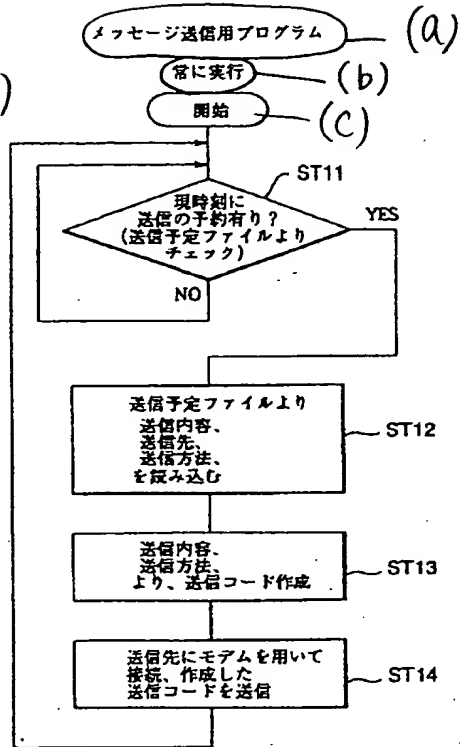 メッセージ送信用プログラム
(a)
常に実行
(b)
)
開始
(c)
ST11
現時刻に
送信の予約有り？
(送信予定ファイルより
チェック)
YES
NO
送信予定ファイルより
送信内容、
送信先、
送信方法、
を読み込む
ST12
送信内容、
送信方法、
より、送信コード作成
ST13
送信先にモデムを用いて
接続、作成した
送信コードを送信
ST14